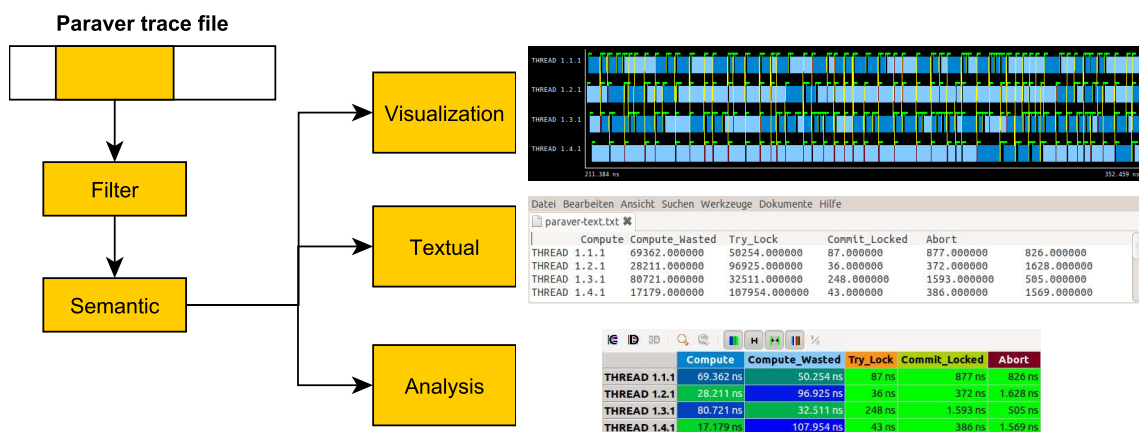 Paraver trace file
Filter
Semantic
Visualization
Textual
Analysis
THREAD 1.1.1
THREAD 1.2.1
THREAD 1.3.1
THREAD 1.4.1
211.384 ns 352.459 ns
Datei Bearbeiten Ansicht Suchen Werkzeuge Dokumente Hilfe
paraver-text.txt
Compute Compute_Wasted Try_Lock Commit_Locked Abort
THREAD 1.1.1 69362.000000 50254.000000 87.000000 877.000000 826.000000
THREAD 1.2.1 28211.000000 96925.000000 36.000000 372.000000 1628.000000
THREAD 1.3.1 80721.000000 32511.000000 248.000000 1593.000000 505.000000
THREAD 1.4.1 17179.000000 107954.000000 43.000000 386.000000 1569.000000
3D H
Compute Compute_Wasted Try_Lock Commit_Locked Abort
THREAD 1.1.1 69.362 ns 50.254 ns 87 ns 877 ns 826 ns
THREAD 1.2.1 28.211 ns 96.925 ns 36 ns 372 ns 1.628 ns
THREAD 1.3.1 80.721 ns 32.511 ns 248 ns 1.593 ns 505 ns
THREAD 1.4.1 17.179 ns 107.954 ns 43 ns 386 ns 1.569 ns